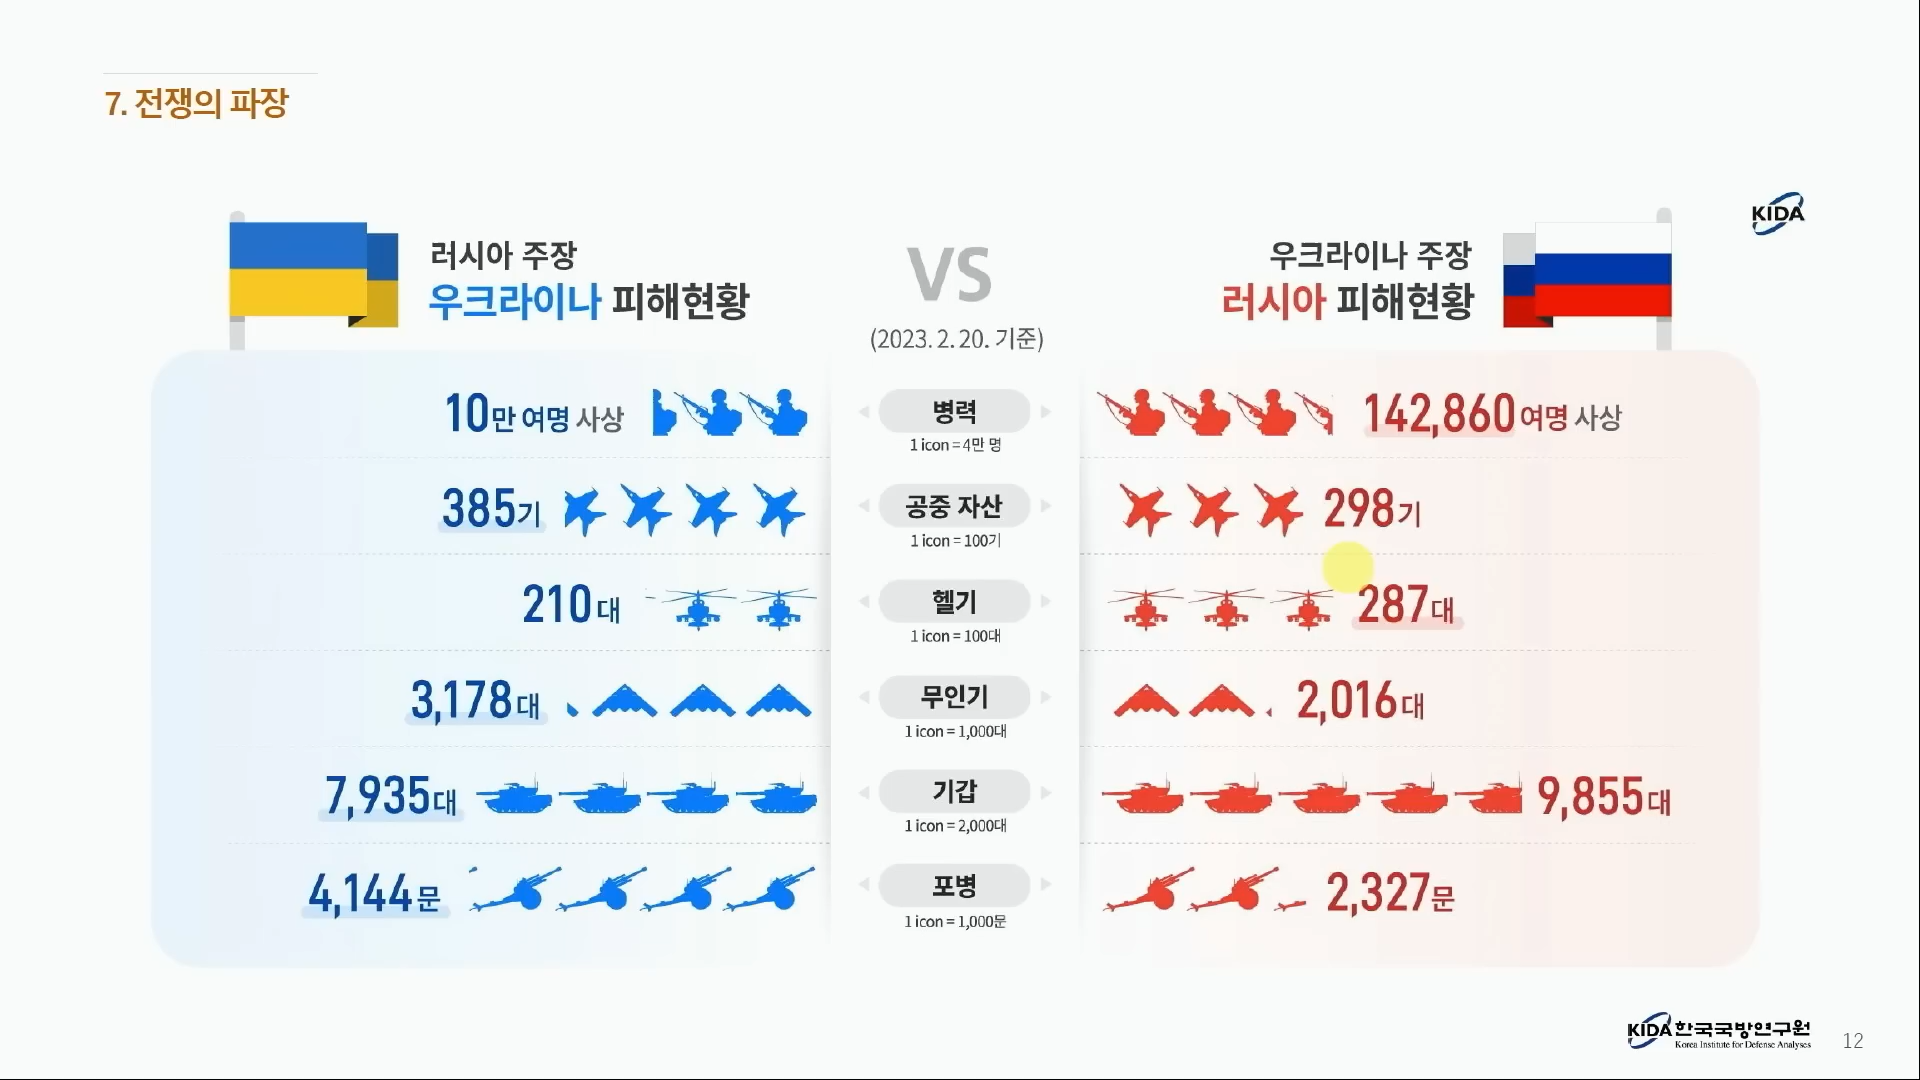 7. 전쟁의 파장
KIDA
러시아 주장
우크라이나 피해현황
VS
(2023. 2. 20. 기준)
우크라이나 주장
러시아 피해현황
10만 여명 사상
병력
1 icon = 4만 명
142,860여명 사상
385기
공중 자산
1 icon = 100기
298기
210대
헬기
1 icon = 100대
287대
3,178대
무인기
1 icon = 1,000대
2,016대
7,935대
기갑
1 icon = 2,000대
9,855대
4,144문
포병
1 icon = 1,000문
2,327문
KIDA 한국국방연구원
Korea Institute for Defense Analyses
12